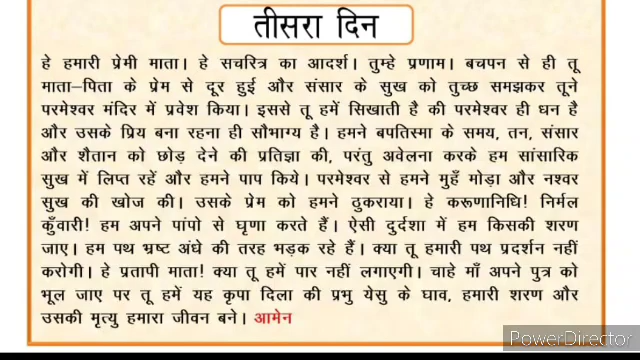 तीसरा दिन
हे हमारी प्रेमी माता। हे सचरित्र का आदर्श। तुम्हे प्रणाम। बचपन से ही तू
माता–पिता के प्रेम से दूर हुई और संसार के सुख को तुच्छ समझकर तूने
परमेश्वर मंदिर में प्रवेश किया। इससे तू हमें सिखाती है की परमेश्वर ही धन है
और उसके प्रिय बना रहना ही सौभाग्य है। हमने बपतिस्मा के समय, तन, संसार
और शैतान को छोड़ देने की प्रतिज्ञा की, परंतु अवेलना करके हम सांसारिक
सुख में लिप्त रहें और हमने पाप किये। परमेश्वर से हमने मुहँ मोड़ा और नश्वर
सुख की खोज की। उसके प्रेम को हमने ठुकराया। हे करूणानिधि! निर्मल
कुँवारी! हम अपने पांपो से घृणा करते हैं। ऐसी दुर्दशा में हम किसकी शरण
जाए। हम पथ भ्रष्ट अंधे की तरह भड़क रहे हैं। क्या तू हमारी पथ प्रदर्शन नहीं
करोगी। हे प्रतापी माता! क्या तू हमें पार नहीं लगाएगी। चाहे माँ अपने पुत्र को
भूल जाए पर तू हमें यह कृपा दिला की प्रभु येसु के घाव, हमारी शरण और
उसकी मृत्यु हमारा जीवन बने। आमेन
PowerDirector